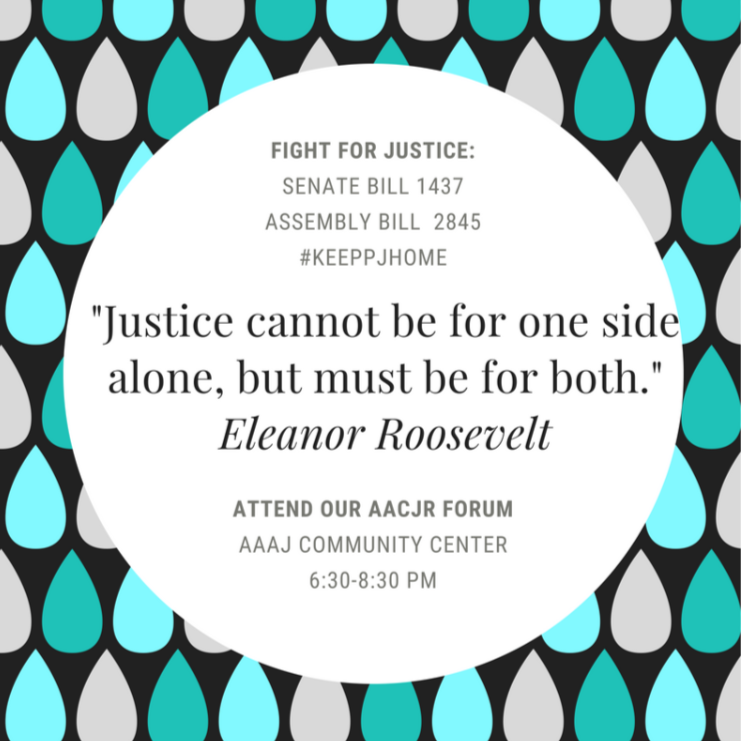 FIGHT FOR JUSTICE:
SENATE BILL 1437
ASSEMBLY BILL 2845
#KEEPPJHOME
"Justice cannot be for one side
alone, but must be for both."
Eleanor Roosevelt
ATTEND OUR AACJR FORUM
AAAJ COMMUNITY CENTER
6:30-8:30 PM